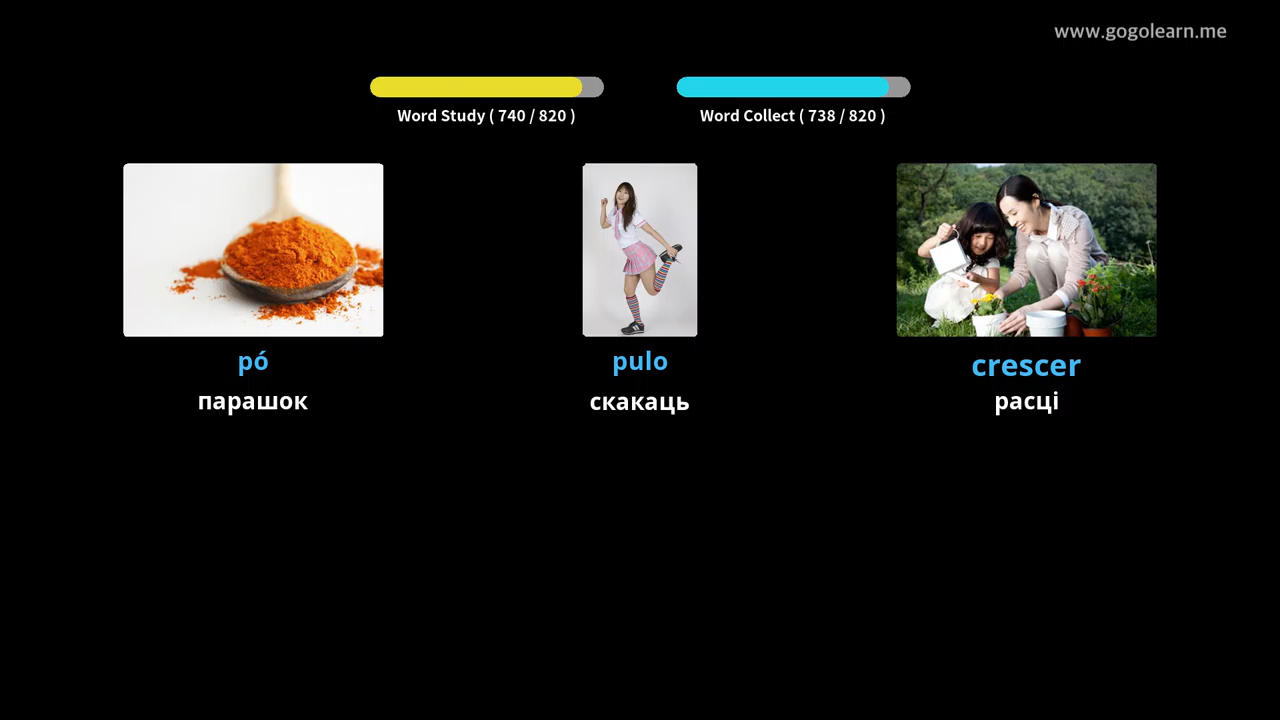 www.gogolearn.me
Word Study ( 740 / 820 )
Word Collect ( 738 / 820 )
pó
парашок
pulo
скакаць
crescer
расці